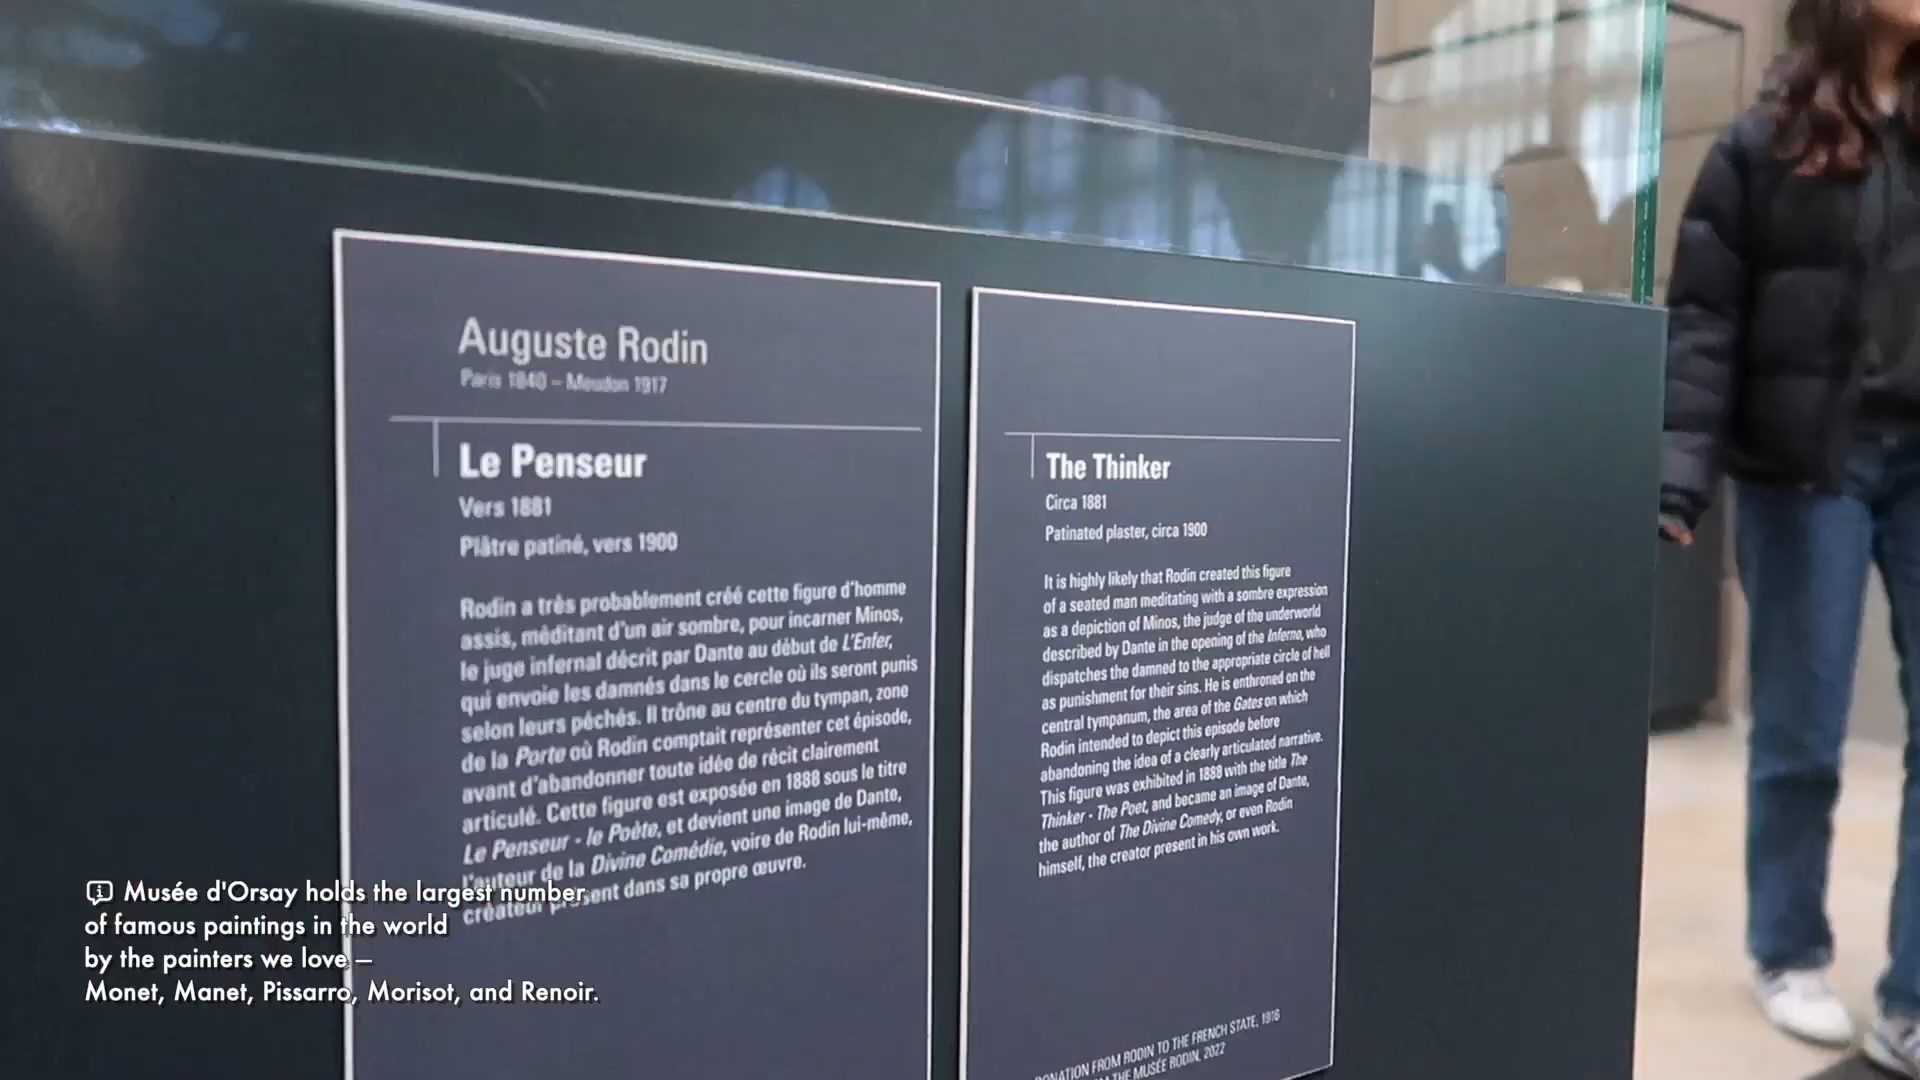 Auguste Rodin
Paris 1840 – Meudon 1917
Le Penseur
Vers 1881
Plâtre patiné, vers 1900
Rodin a très probablement créé cette figure d'homme
assis, méditant d'un air sombre, pour incarner Minos,
le juge infernal décrit par Dante au début de L'Enfer,
qui envoie les damnés dans le cercle où ils seront punis
selon leurs péchés. Il trône au centre du tympan, zone
de la Porte où Rodin comptait représenter cet épisode,
avant d'abandonner toute idée de récit clairement
articulé. Cette figure est exposée en 1888 sous le titre
Le Penseur - le Poète, et devient une image de Dante,
l'auteur de la Divine Comédie, voire de Rodin lui-même,
créateur présent dans sa propre œuvre.
The Thinker
Circa 1881
Patinated plaster, circa 1900
It is highly likely that Rodin created this figure
of a seated man meditating with a sombre expression
as a depiction of Minos, the judge of the underworld
described by Dante in the opening of the Inferno, who
dispatches the damned to the appropriate circle of hell
as punishment for their sins. He is enthroned on the
central tympanum, the area of the Gates on which
Rodin intended to depict this episode before
abandoning the idea of a clearly articulated narrative.
This figure was exhibited in 1888 with the title The
Thinker - The Poet, and became an image of Dante,
the author of The Divine Comedy, or even Rodin
himself, the creator present in his own work.
DONATION FROM RODIN TO THE FRENCH STATE, 1916
THE MUSÉE RODIN, 2022
Musée d'Orsay holds the largest number
of famous paintings in the world
by the painters we love –
Monet, Manet, Pissarro, Morisot, and Renoir.